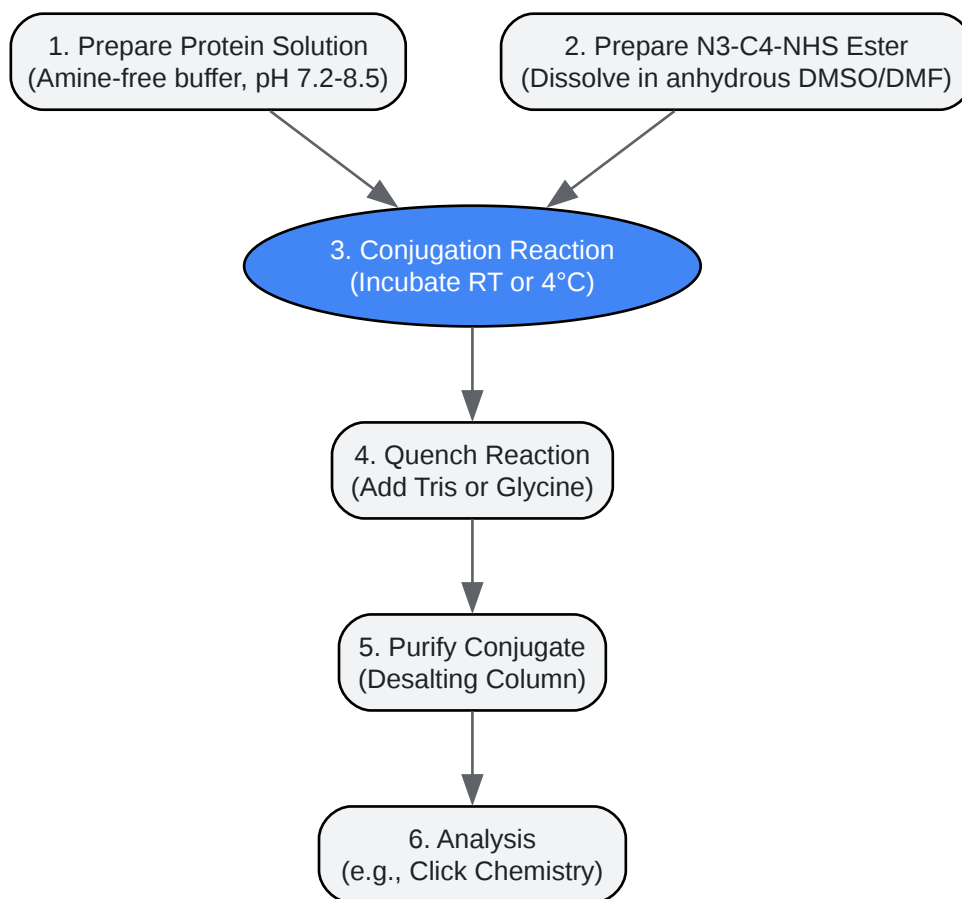 1. Prepare Protein Solution
(Amine-free buffer, pH 7.2-8.5)
2. Prepare N3-C4-NHS Ester
(Dissolve in anhydrous DMSO/DMF)
3. Conjugation Reaction
(Incubate RT or 4°C)
4. Quench Reaction
(Add Tris or Glycine)
5. Purify Conjugate
(Desalting Column)
6. Analysis
(e.g., Click Chemistry)